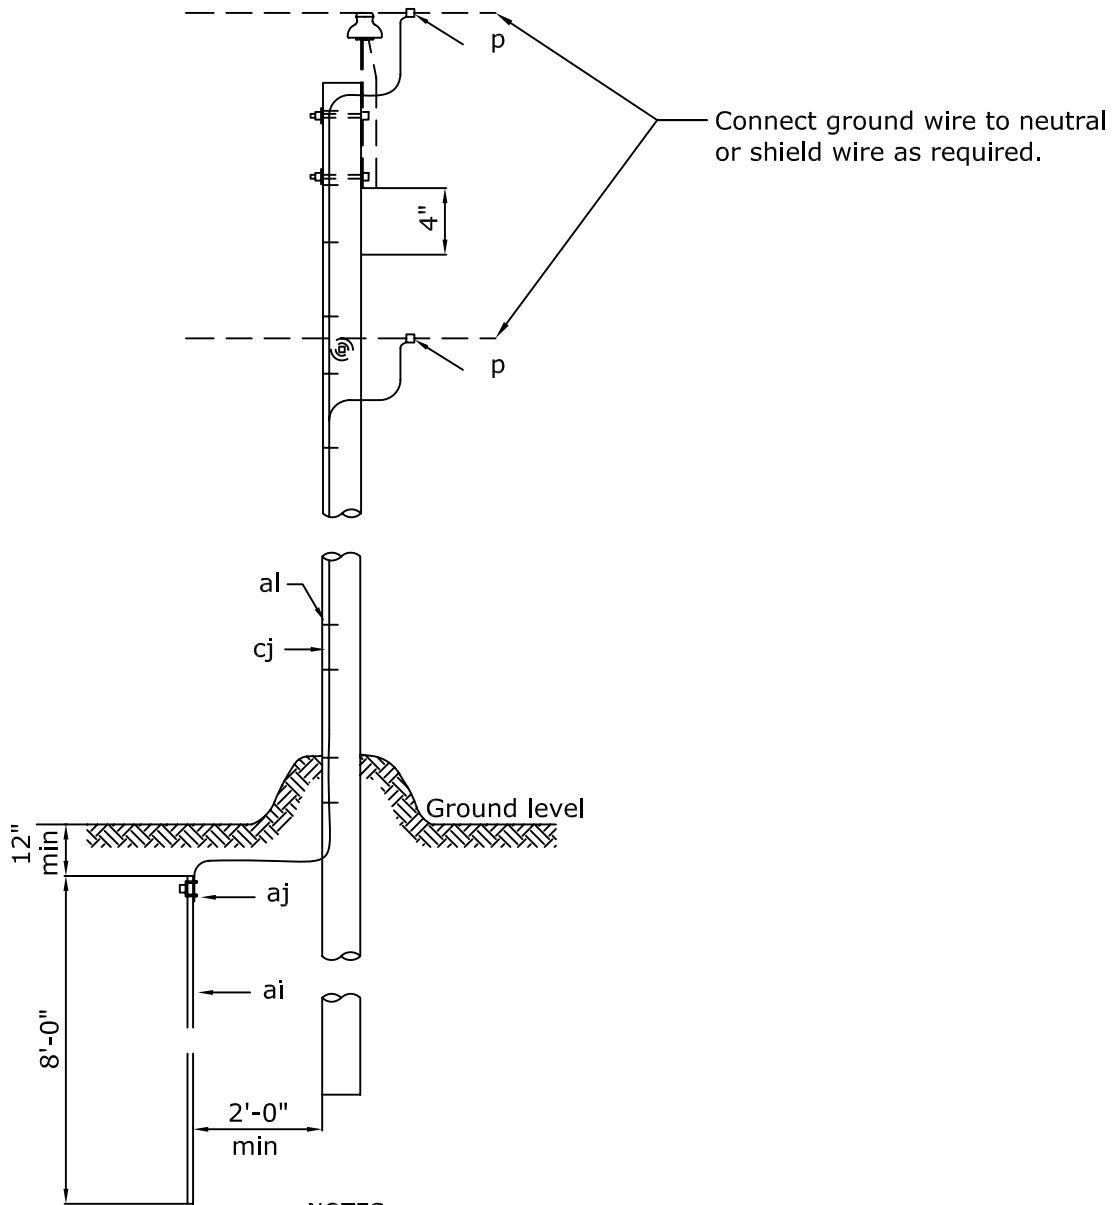 p
Connect ground wire to neutral
or shield wire as required.
4"
p
al
cj
Ground level
12"
min
aj
ai
8'-0"
2'-0"
min